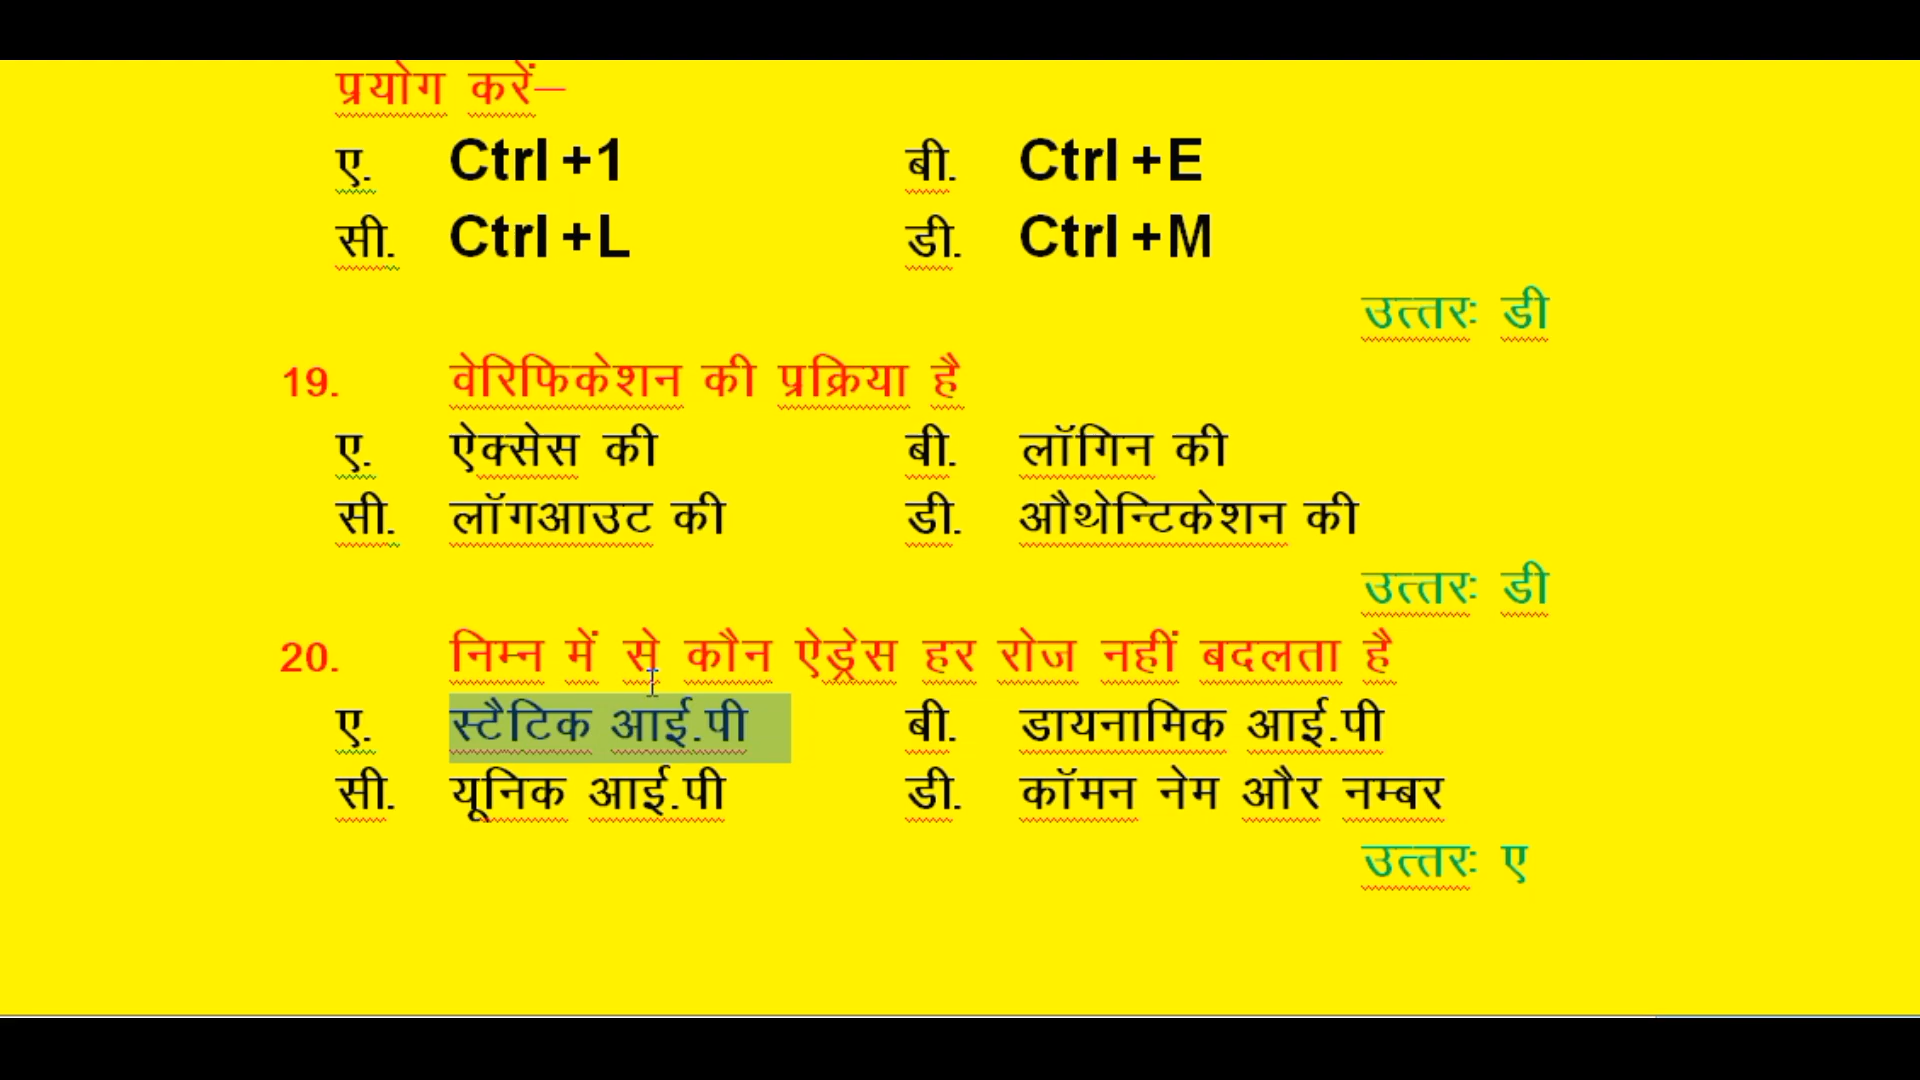 प्रयोग करें–
ए. Ctrl +1 बी. Ctrl +E
सी. Ctrl +L डी. Ctrl +M
उत्तरः डी
19. वेरिफिकेशन की प्रक्रिया है
ए. ऐक्सेस की बी. लॉगिन की
सी. लॉगआउट की डी. औथेन्टिकेशन की
उत्तरः डी
20. निम्न में से कौन ऐड्रेस हर रोज नहीं बदलता है
ए. स्टैटिक आई.पी बी. डायनामिक आई.पी
सी. यूनिक आई.पी डी. कॉमन नेम और नम्बर
उत्तरः ए